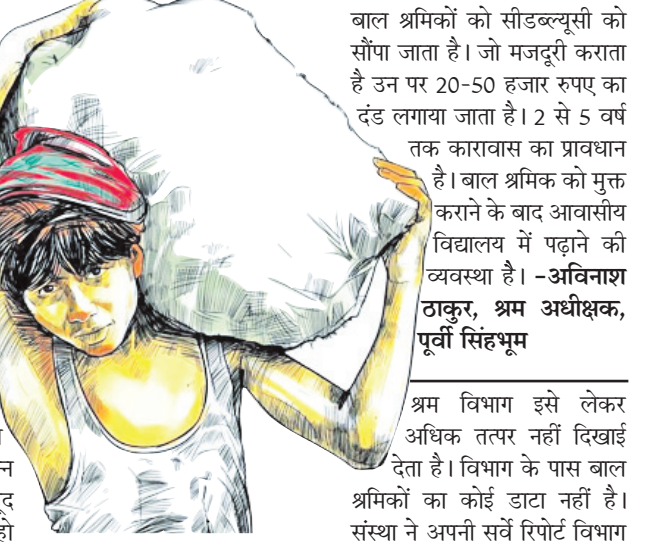 बाल श्रमिकों को सीडब्ल्यूसी को
सौंपा जाता है। जो मजदूरी कराता
है उन पर 20-50 हजार रुपए का
दंड लगाया जाता है। 2 से 5 वर्ष
तक कारावास का प्रावधान
है। बाल श्रमिक को मुक्त
कराने के बाद आवासीय
विद्यालय में पढ़ाने की
व्यवस्था है। -अविनाश
ठाकुर, श्रम अधीक्षक,
पूर्वी सिंहभूम
श्रम विभाग इसे लेकर
अधिक तत्पर नहीं दिखाई
देता है। विभाग के पास बाल
श्रमिकों का कोई डाटा नहीं है।
संस्था ने अपनी सर्वे रिपोर्ट विभाग